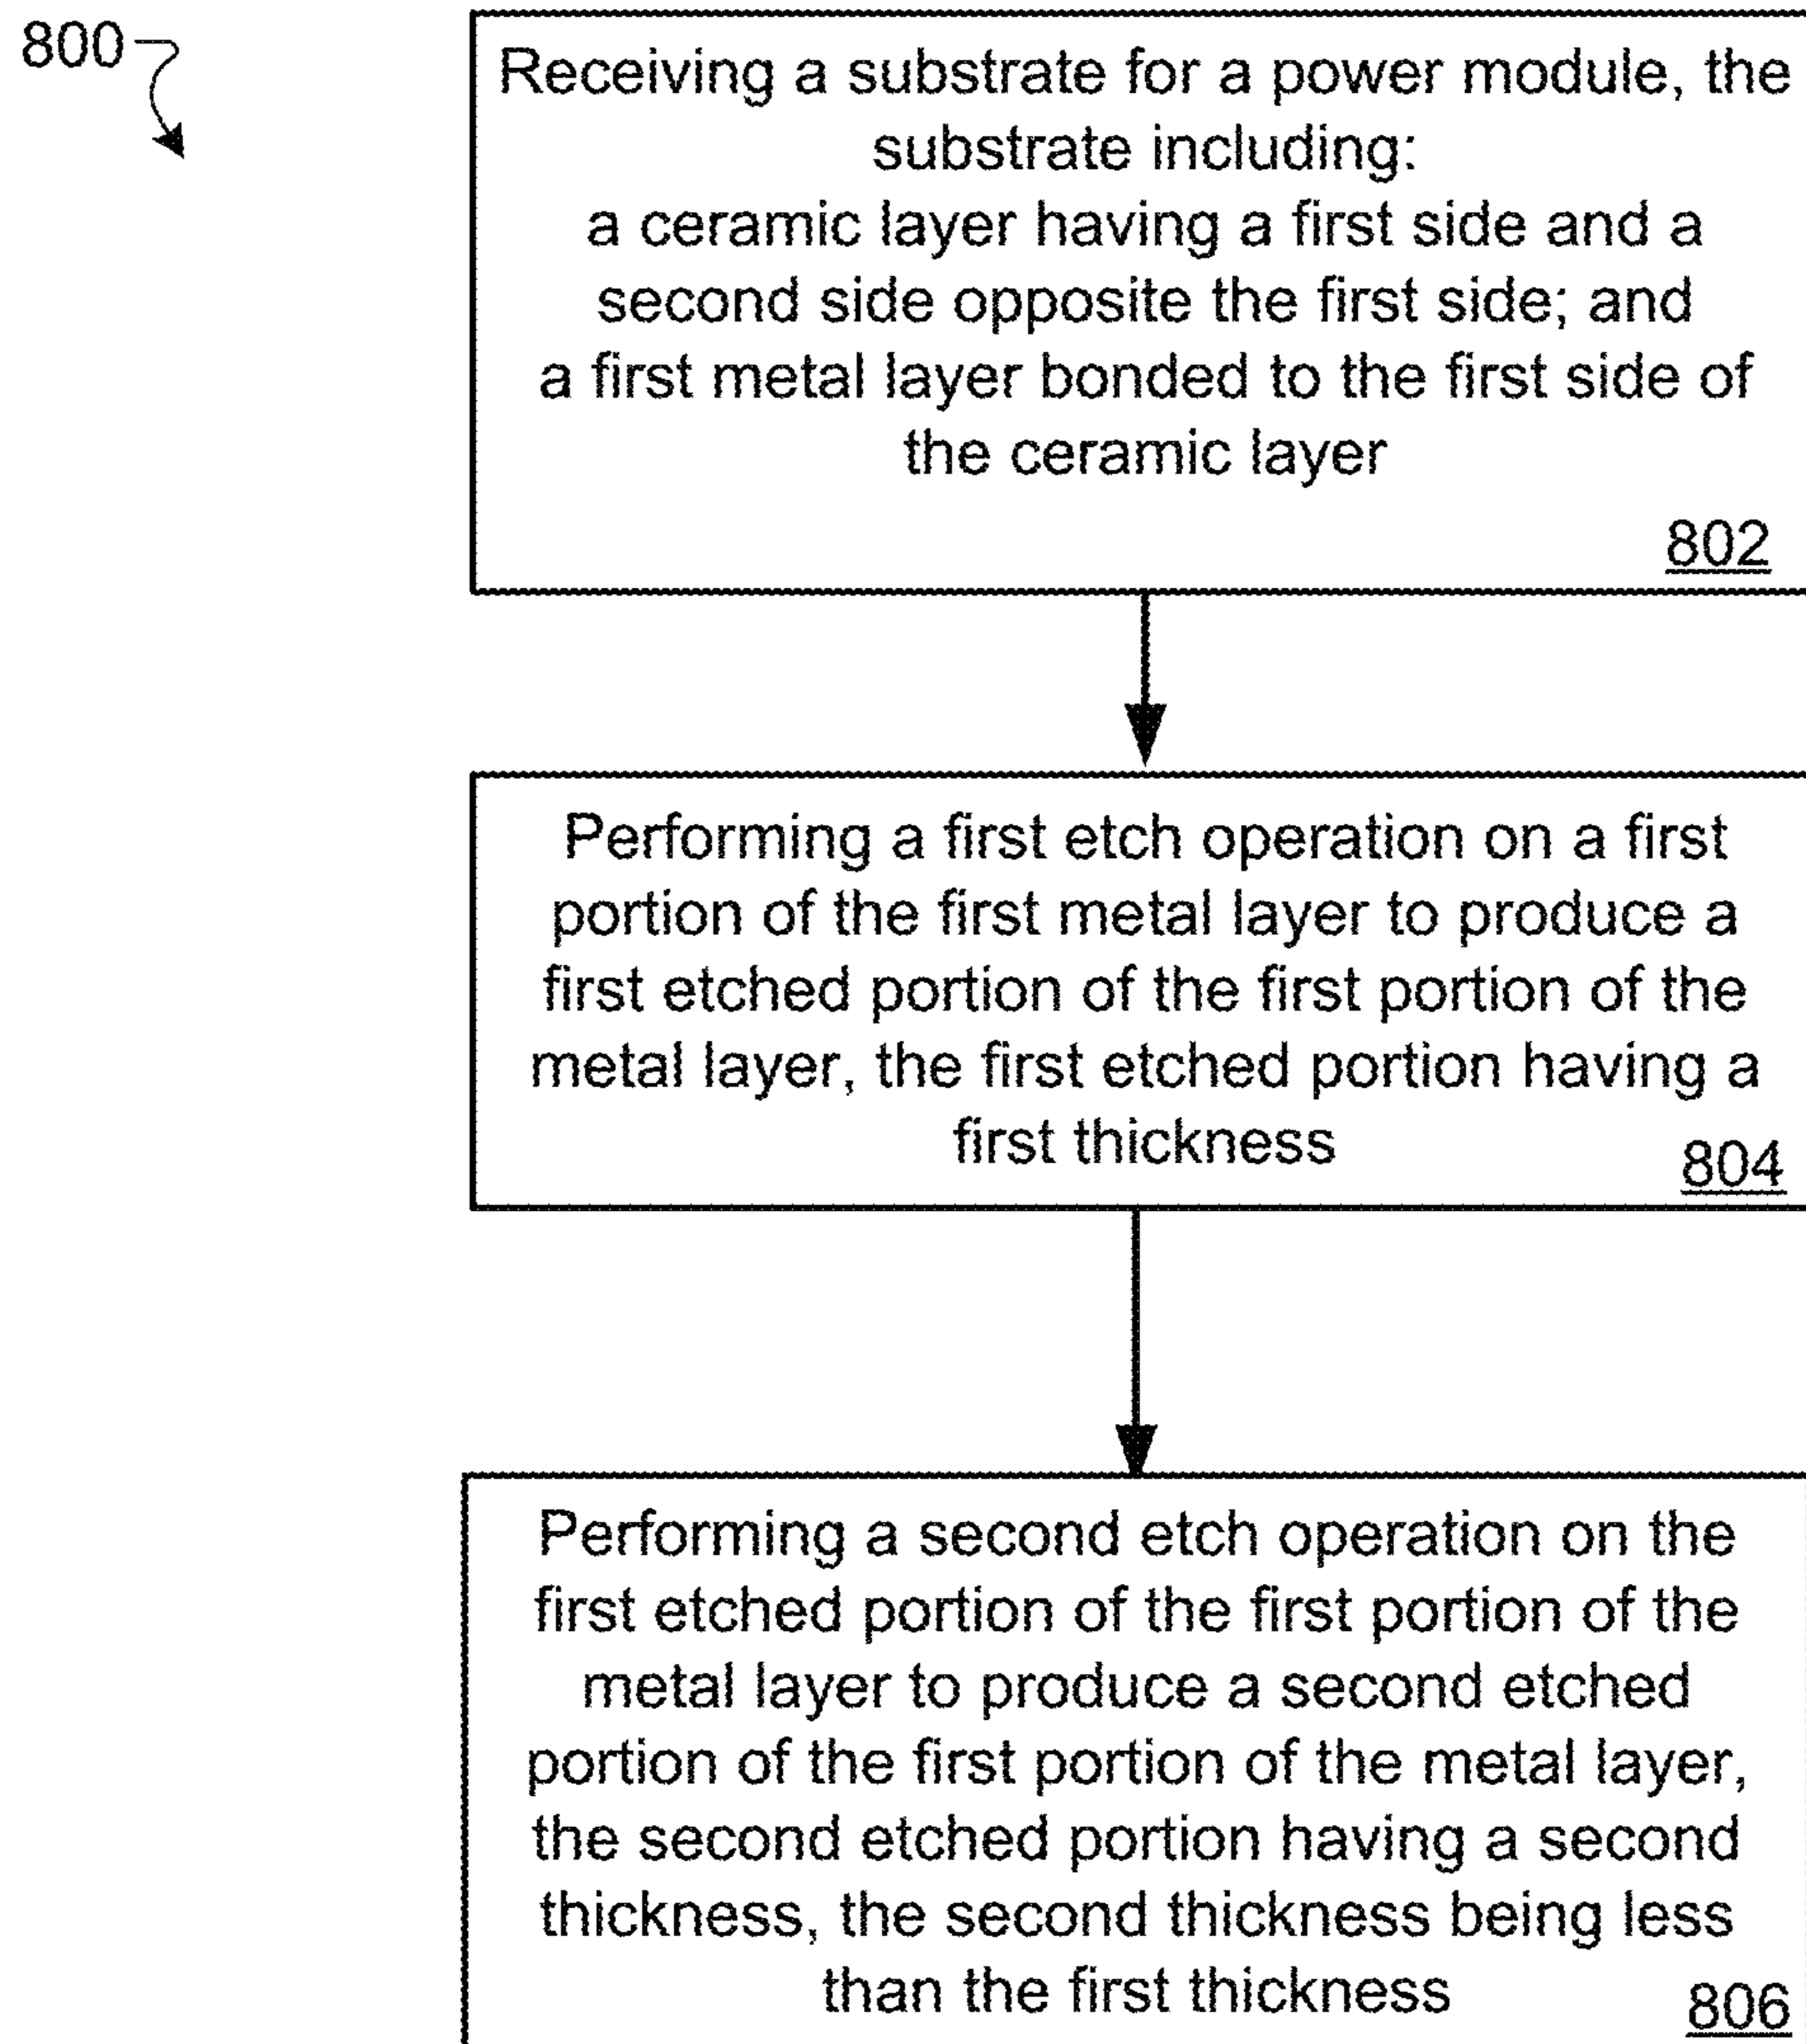 800
Receiving a substrate for a power module, the
substrate including:
a ceramic layer having a first side and a
second side opposite the first side; and
a first metal layer bonded to the first side of
the ceramic layer
802
Performing a first etch operation on a first
portion of the first metal layer to produce a
first etched portion of the first portion of the
metal layer, the first etched portion having a
first thickness
804
Performing a second etch operation on the
first etched portion of the first portion of the
metal layer to produce a second etched
portion of the first portion of the metal layer,
the second etched portion having a second
thickness, the second thickness being less
than the first thickness
806